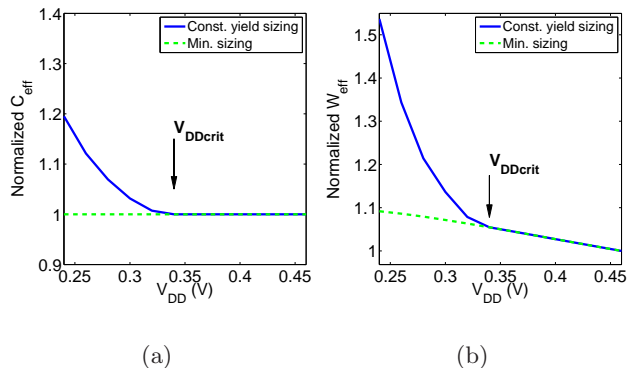 Normalized C_eff
1.4
1.3
1.2
1.1
1
0.9
0.25 0.3 0.35 0.4 0.45
V_DD (V)
Const. yield sizing
Min. sizing
V_DDcrit
(a)
Normalized W_eff
1.5
1.4
1.3
1.2
1.1
1
0.25 0.3 0.35 0.4 0.45
V_DD (V)
Const. yield sizing
Min. sizing
V_DDcrit
(b)